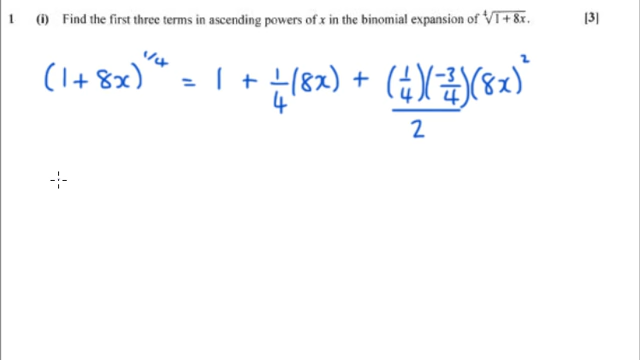 1 (i) Find the first three terms in ascending powers of x in the binomial expansion of ∜(1 + 8x). [3]
(1 + 8x)^(1/4) = 1 + 1/4 (8x) + (1/4)(-3/4)/2 (8x)^2